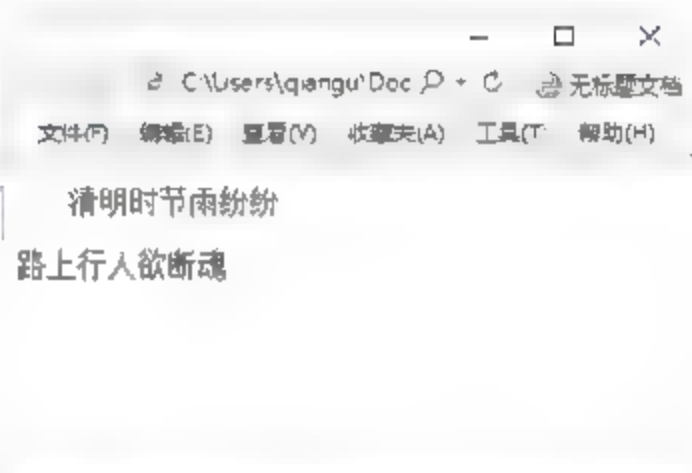 C:\Users\qiangu\Doc 无标题文档
文件(F) 编辑(E) 查看(V) 收藏夹(A) 工具(T) 帮助(H)
清明时节雨纷纷
路上行人欲断魂